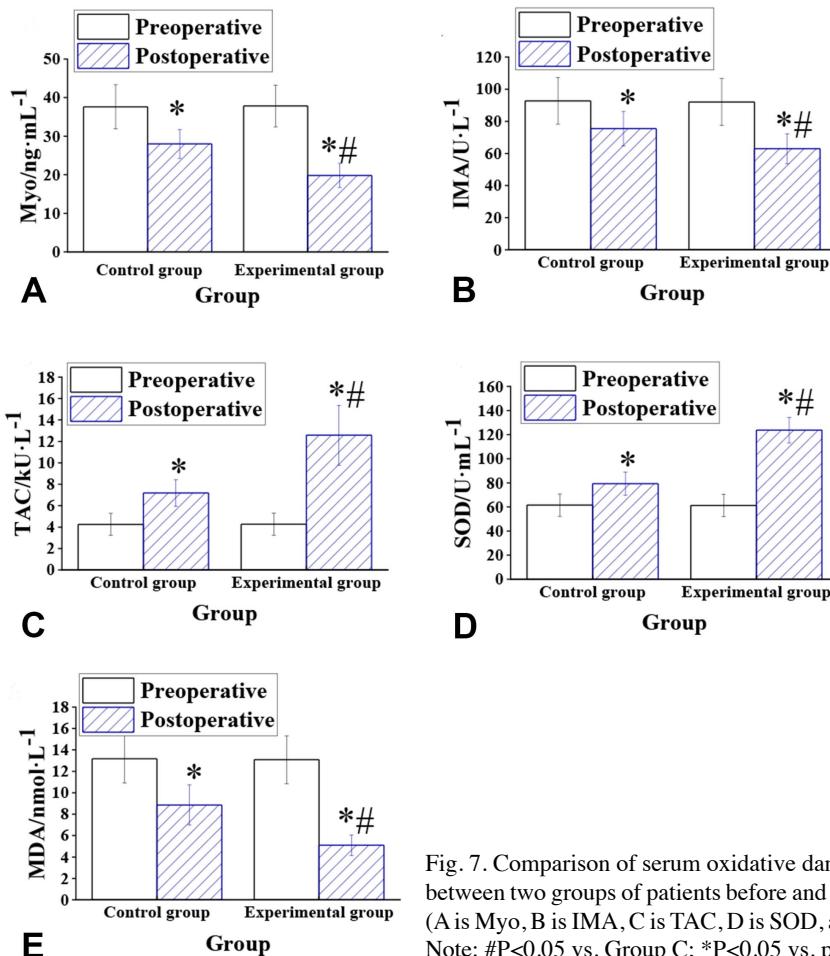 Preoperative
Postoperative
50
40
30
20
10
0
Myo/ng·mL-1
*
*#
Control group Experimental group
Group
A
Preoperative
Postoperative
120
100
80
60
40
20
0
IMA/U·L-1
*
*#
Control group Experimental group
Group
B
Preoperative
Postoperative
18
16
14
12
10
8
6
4
2
0
TAC/kU·L-1
*
*#
Control group Experimental group
Group
C
Preoperative
Postoperative
160
140
120
100
80
60
40
20
0
SOD/U·mL-1
*
*#
Control group Experimental group
Group
D
Preoperative
Postoperative
18
16
14
12
10
8
6
4
2
0
MDA/nmol·L-1
*
*#
Control group Experimental group
Group
E
Fig. 7. Comparison of serum oxidative dar
between two groups of patients before and
(A is Myo, B is IMA, C is TAC, D is SOD, a
Note: #P<0.05 vs. Group C; *P<0.05 vs. p